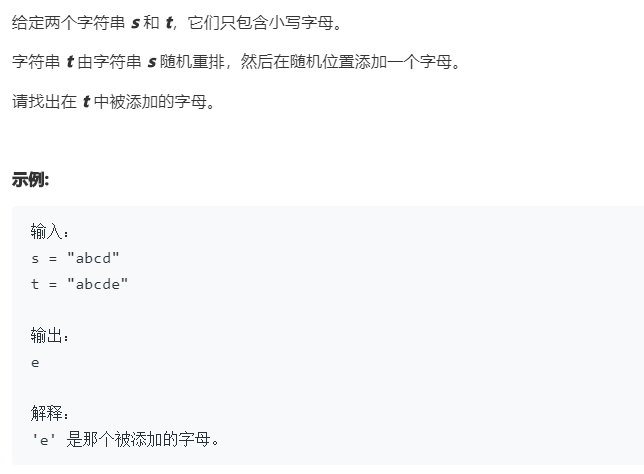 给定两个字符串 s 和 t，它们只包含小写字母。
字符串 t 由字符串 s 随机重排，然后在随机位置添加一个字母。
请找出在 t 中被添加的字母。
示例:
输入：
s = "abcd"
t = "abcde"
输出：
e
解释：
'e' 是那个被添加的字母。